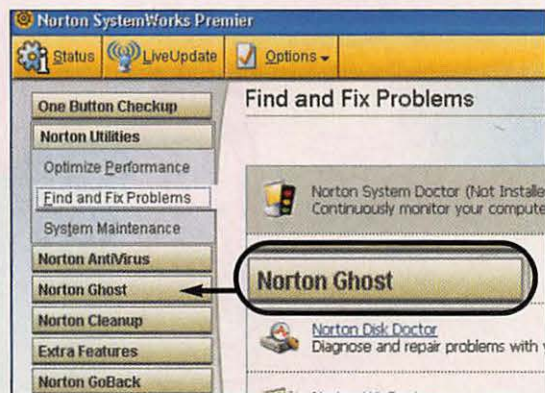 Norton SystemWorks Premier
Status LiveUpdate Options
One Button Checkup
Norton Utilities
Optimize Performance
Find and Fix Problems
System Maintenance
Norton AntiVirus
Norton Ghost
Norton Cleanup
Extra Features
Norton GoBack
Find and Fix Problems
Norton System Doctor (Not Installe
Continuously monitor your compute
Norton Ghost
Norton Disk Doctor
Diagnose and repair problems with